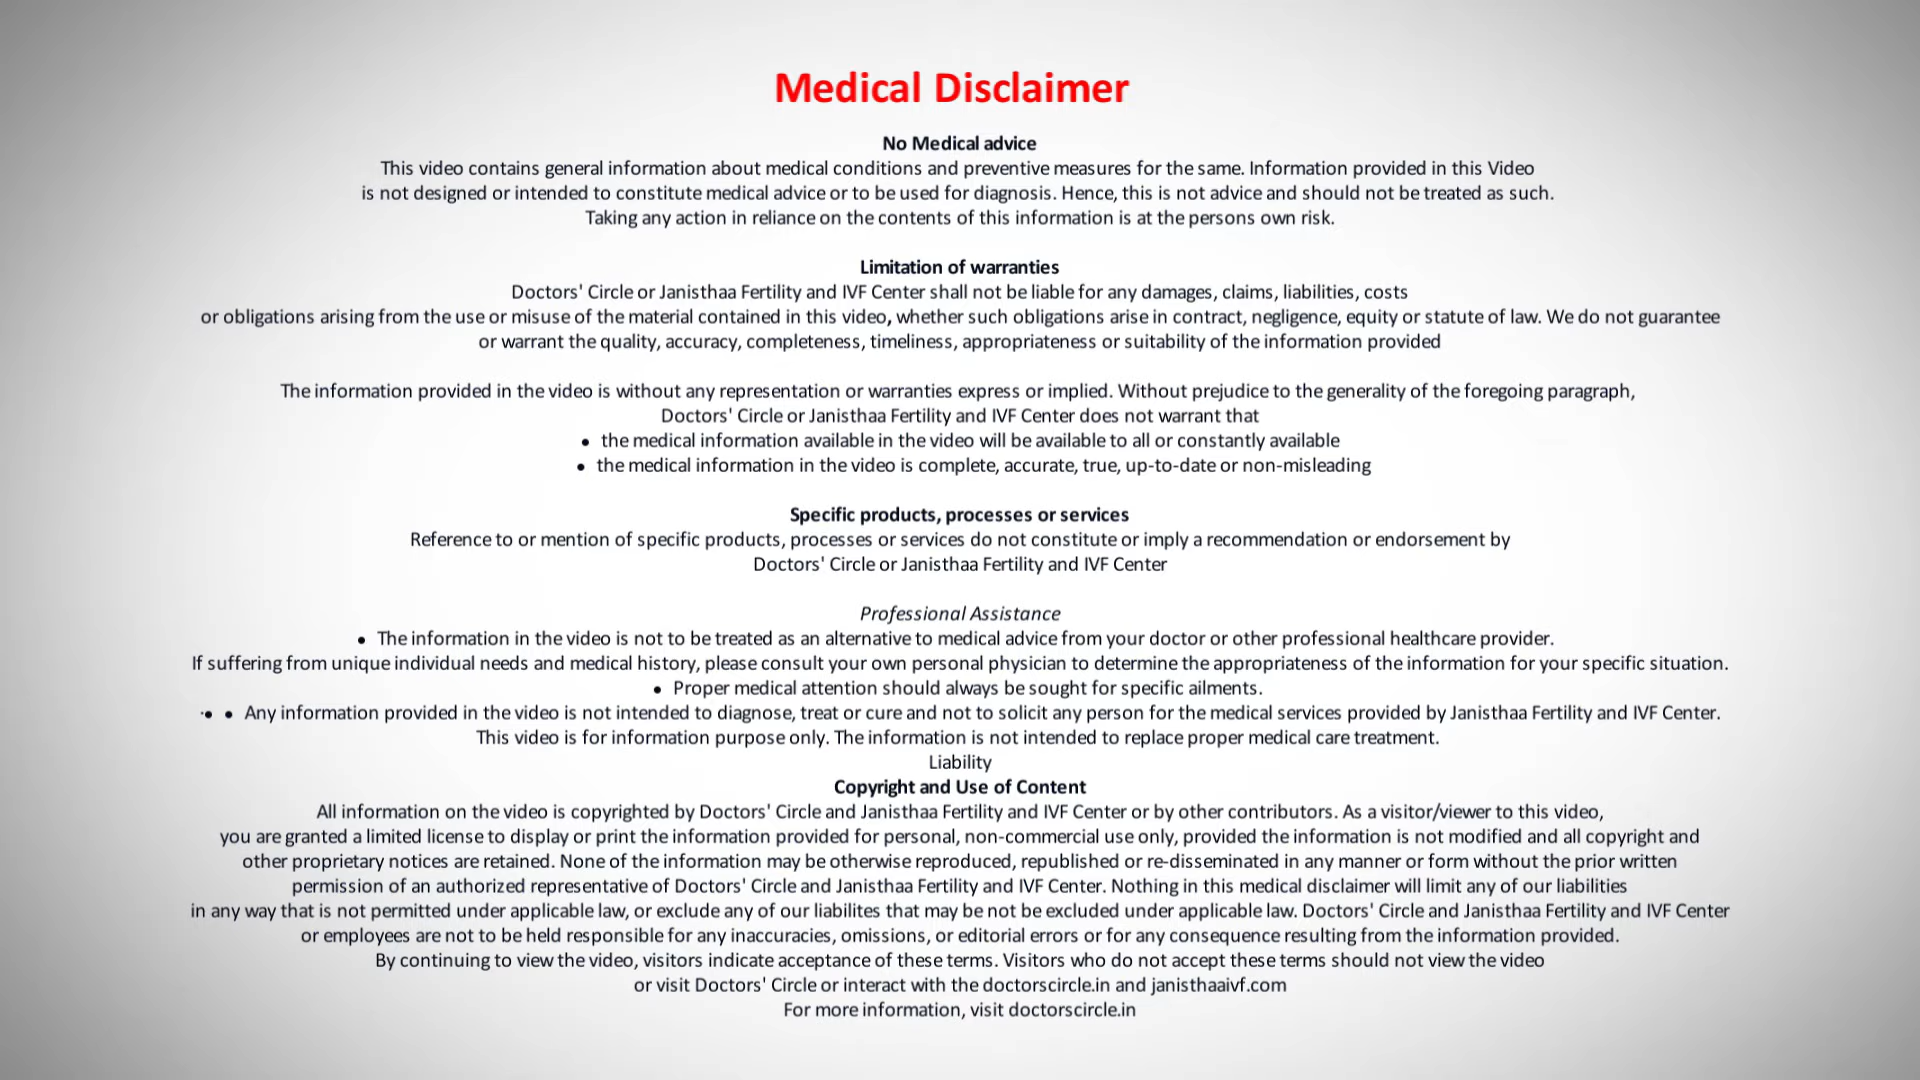 Medical Disclaimer
No Medical advice
This video contains general information about medical conditions and preventive measures for the same. Information provided in this Video
is not designed or intended to constitute medical advice or to be used for diagnosis. Hence, this is not advice and should not be treated as such.
Taking any action in reliance on the contents of this information is at the persons own risk.
Limitation of warranties
Doctors' Circle or Janisthaa Fertility and IVF Center shall not be liable for any damages, claims, liabilities, costs
or obligations arising from the use or misuse of the material contained in this video, whether such obligations arise in contract, negligence, equity or statute of law. We do not guarantee
or warrant the quality, accuracy, completeness, timeliness, appropriateness or suitability of the information provided
The information provided in the video is without any representation or warranties express or implied. Without prejudice to the generality of the foregoing paragraph,
Doctors' Circle or Janisthaa Fertility and IVF Center does not warrant that
• the medical information available in the video will be available to all or constantly available
• the medical information in the video is complete, accurate, true, up-to-date or non-misleading
Specific products, processes or services
Reference to or mention of specific products, processes or services do not constitute or imply a recommendation or endorsement by
Doctors' Circle or Janisthaa Fertility and IVF Center
Professional Assistance
• The information in the video is not to be treated as an alternative to medical advice from your doctor or other professional healthcare provider.
If suffering from unique individual needs and medical history, please consult your own personal physician to determine the appropriateness of the information for your specific situation.
• Proper medical attention should always be sought for specific ailments.
·• • Any information provided in the video is not intended to diagnose, treat or cure and not to solicit any person for the medical services provided by Janisthaa Fertility and IVF Center.
This video is for information purpose only. The information is not intended to replace proper medical care treatment.
Liability
Copyright and Use of Content
All information on the video is copyrighted by Doctors' Circle and Janisthaa Fertility and IVF Center or by other contributors. As a visitor/viewer to this video,
you are granted a limited license to display or print the information provided for personal, non-commercial use only, provided the information is not modified and all copyright and
other proprietary notices are retained. None of the information may be otherwise reproduced, republished or re-disseminated in any manner or form without the prior written
permission of an authorized representative of Doctors' Circle and Janisthaa Fertility and IVF Center. Nothing in this medical disclaimer will limit any of our liabilities
in any way that is not permitted under applicable law, or exclude any of our liabilites that may be not be excluded under applicable law. Doctors' Circle and Janisthaa Fertility and IVF Center
or employees are not to be held responsible for any inaccuracies, omissions, or editorial errors or for any consequence resulting from the information provided.
By continuing to view the video, visitors indicate acceptance of these terms. Visitors who do not accept these terms should not view the video
or visit Doctors' Circle or interact with the doctorscircle.in and janisthaaivf.com
For more information, visit doctorscircle.in